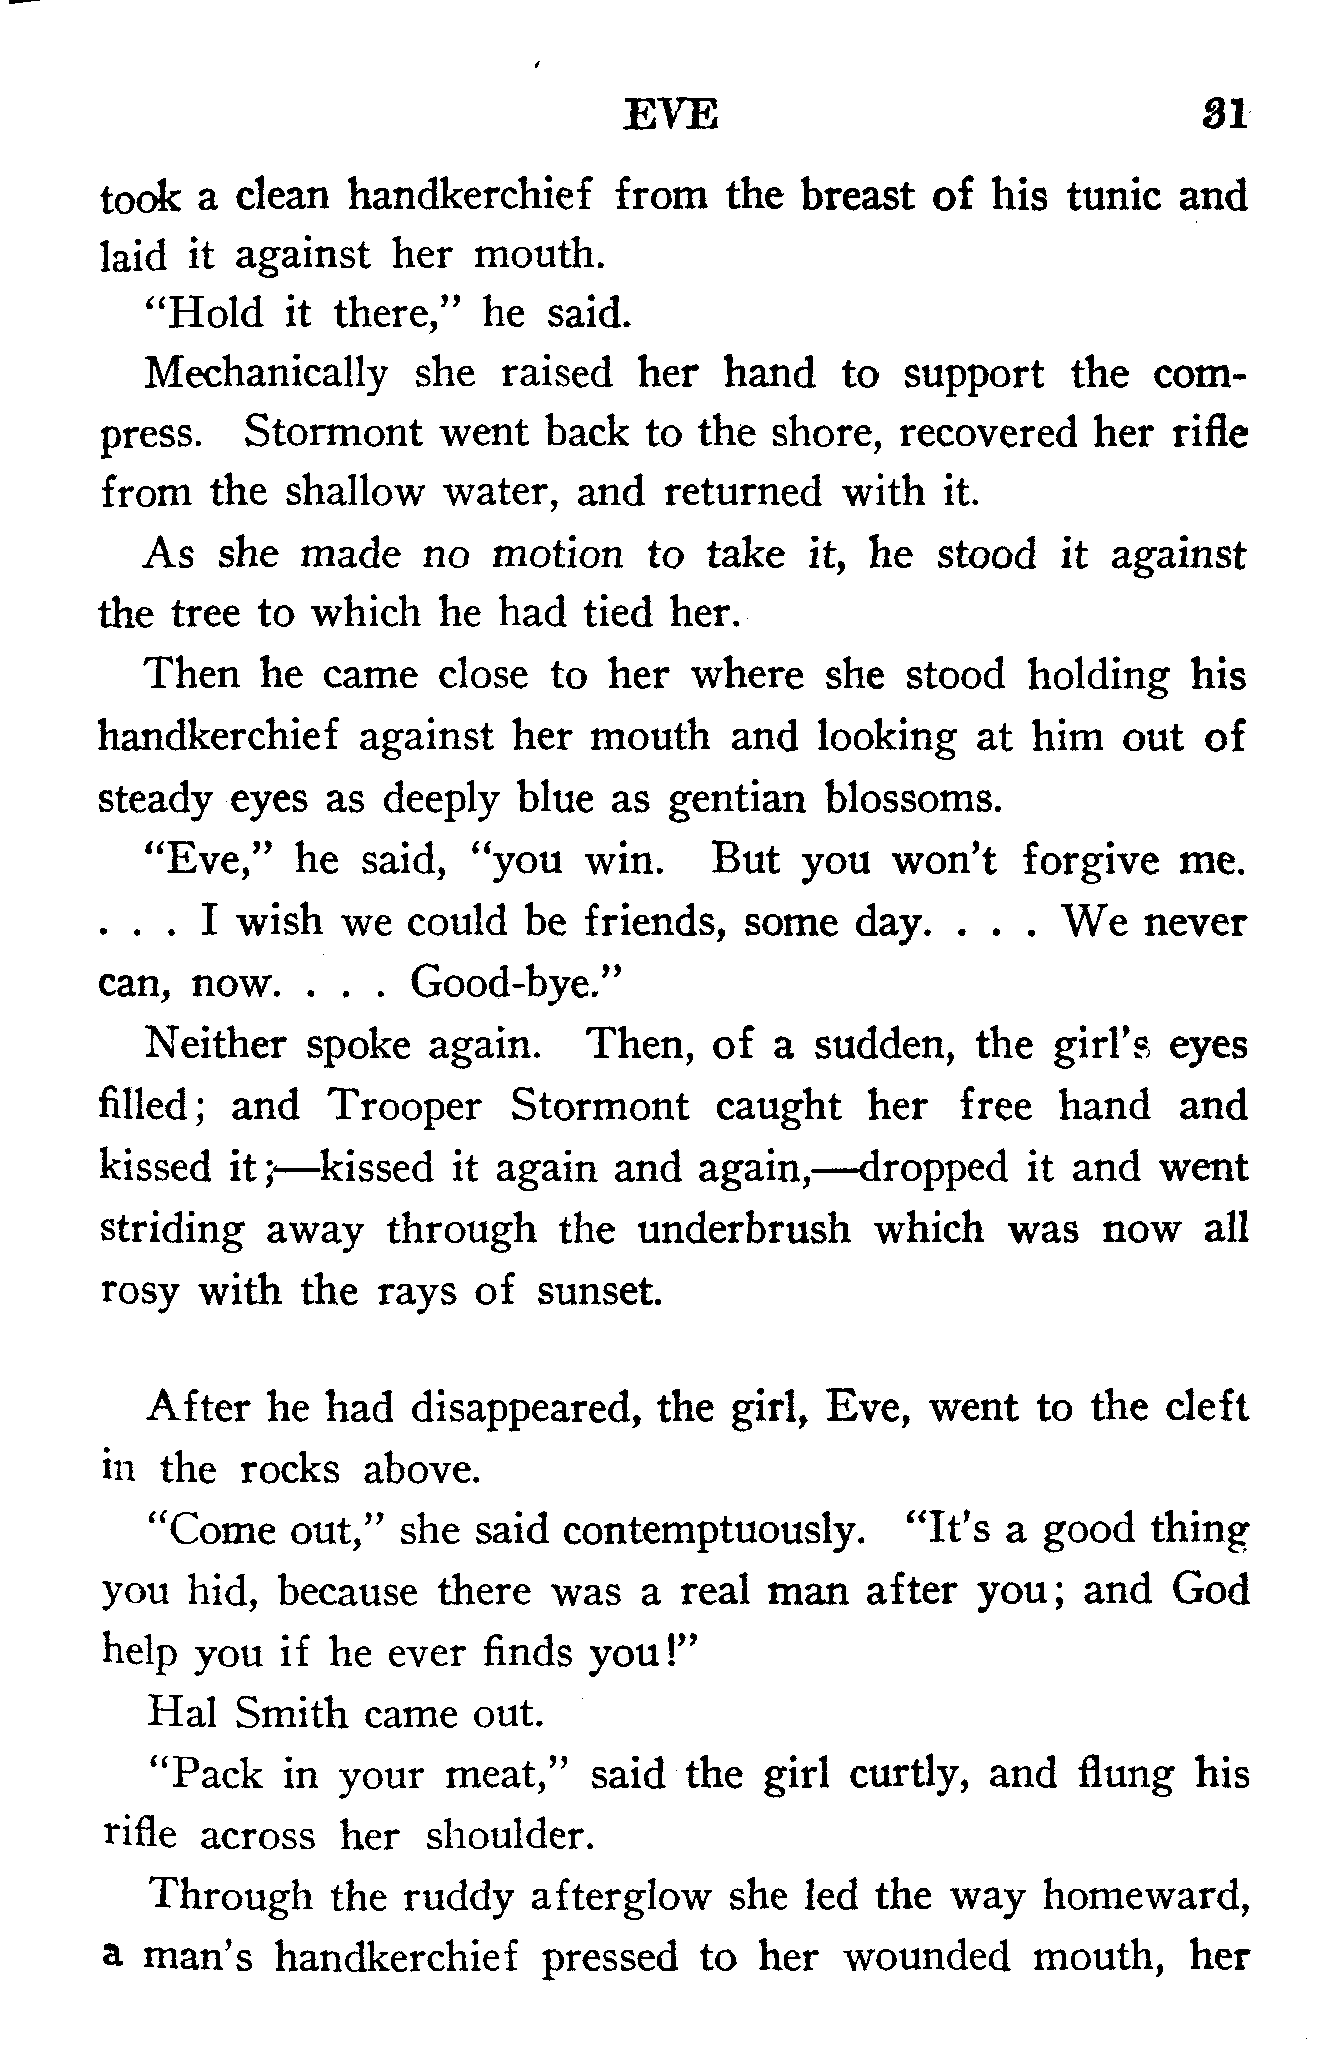 EVE 31
took a clean handkerchief from the breast of his tunic and
laid it against her mouth.
“Hold it there,” he said.
Mechanically she raised her hand to support the com-
press. Stormont went back to the shore, recovered her rifle
from the shallow water, and returned with it.
As she made no motion to take it, he stood it against
the tree to which he had tied her.
Then he came close to her where she stood holding his
handkerchief against her mouth and looking at him out of
steady eyes as deeply blue as gentian blossoms.
“Eve,” he said, “you win. But you won’t forgive me.
. . . I wish we could be friends, some day. . . . We never
can, now. . . . Good-bye.”
Neither spoke again. Then, of a sudden, the girl’s eyes
filled; and Trooper Stormont caught her free hand and
kissed it;—kissed it again and again,—dropped it and went
striding away through the underbrush which was now all
rosy with the rays of sunset.
After he had disappeared, the girl, Eve, went to the cleft
in the rocks above.
“Come out,” she said contemptuously. “It’s a good thing
you hid, because there was a real man after you; and God
help you if he ever finds you!”
Hal Smith came out.
“Pack in your meat,” said the girl curtly, and flung his
rifle across her shoulder.
Through the ruddy afterglow she led the way homeward,
a man’s handkerchief pressed to her wounded mouth, her